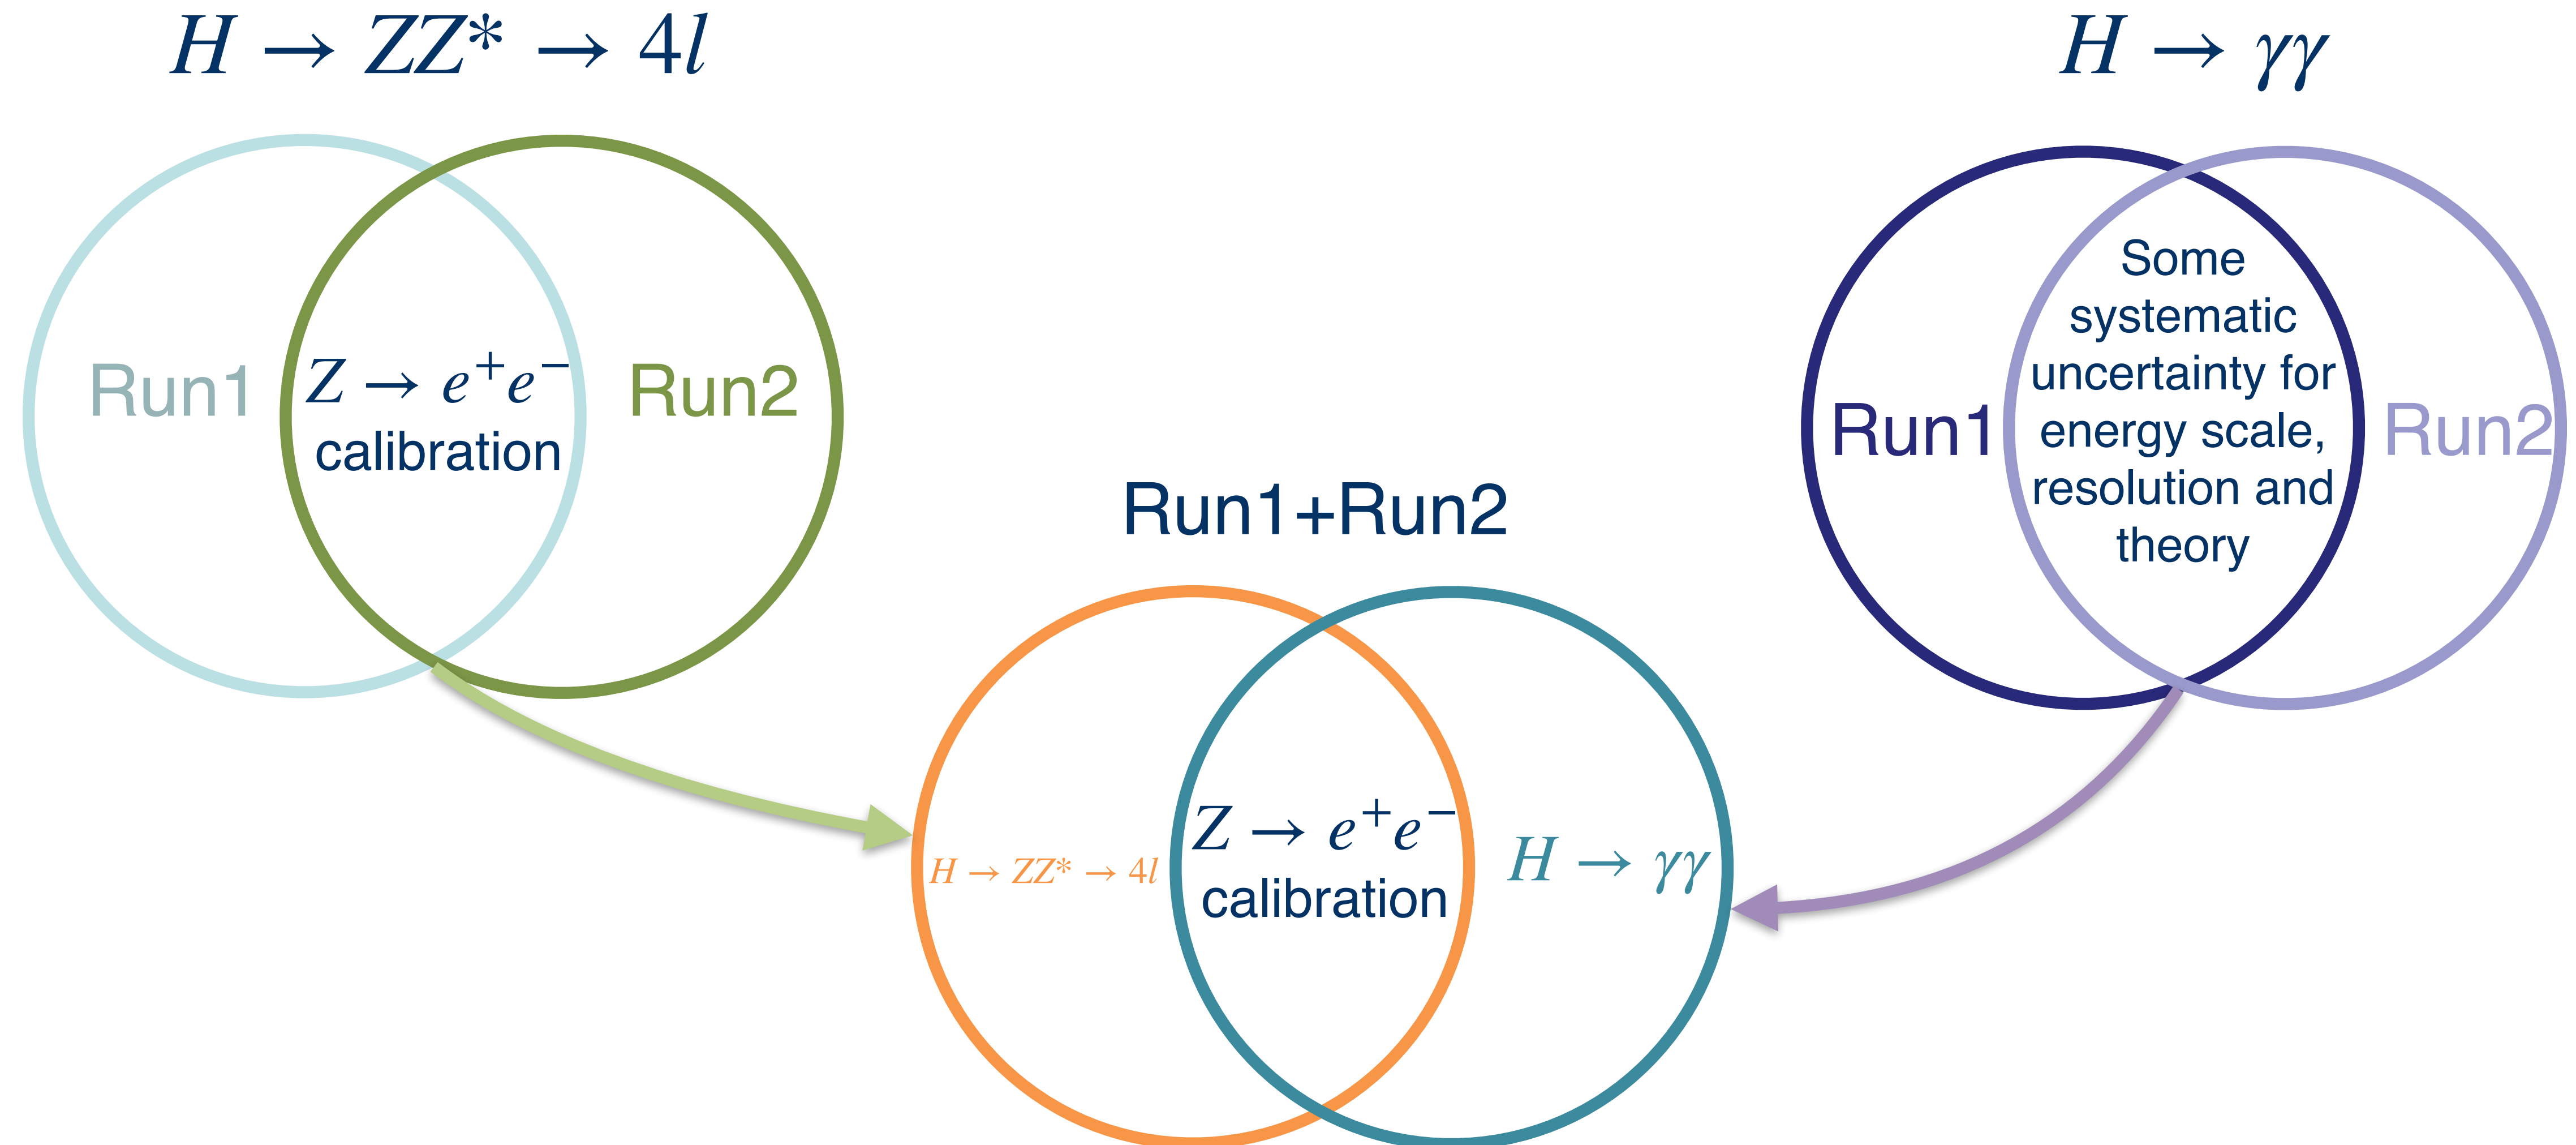 H → ZZ* → 4l
Run1
Z → e⁺e⁻
calibration
Run2
H → γγ
Run1
Some
systematic
uncertainty for
energy scale,
resolution and
theory
Run2
Run1+Run2
H → ZZ* → 4l
Z → e⁺e⁻
calibration
H → γγ